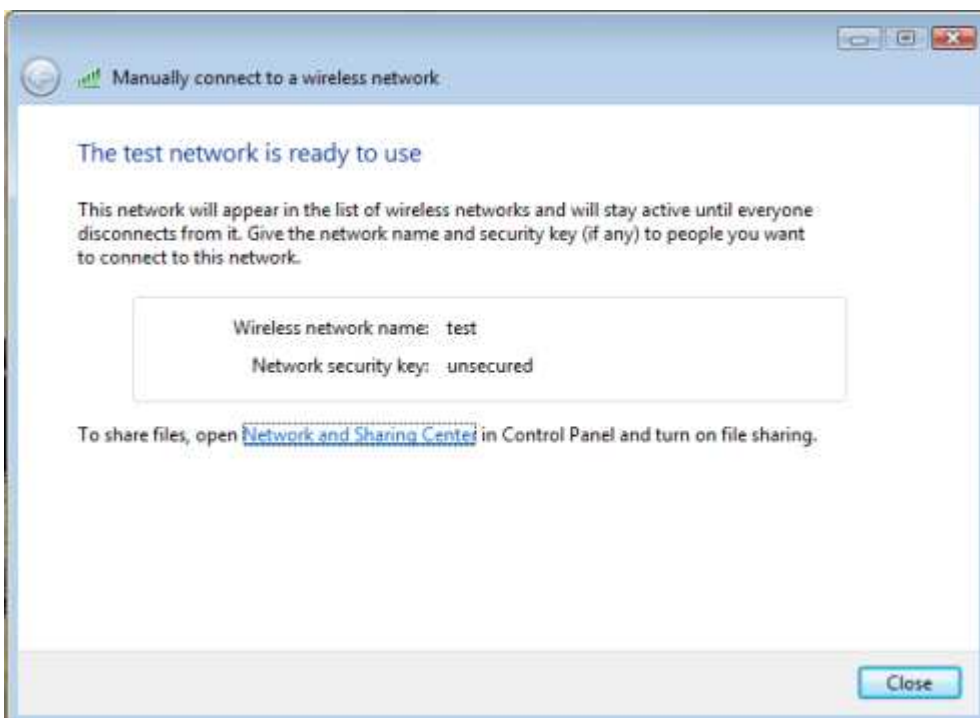 Manually connect to a wireless network
The test network is ready to use
This network will appear in the list of wireless networks and will stay active until everyone
disconnects from it. Give the network name and security key (if any) to people you want
to connect to this network.
Wireless network name: test
Network security key: unsecured
To share files, open Network and Sharing Center in Control Panel and turn on file sharing.
Close